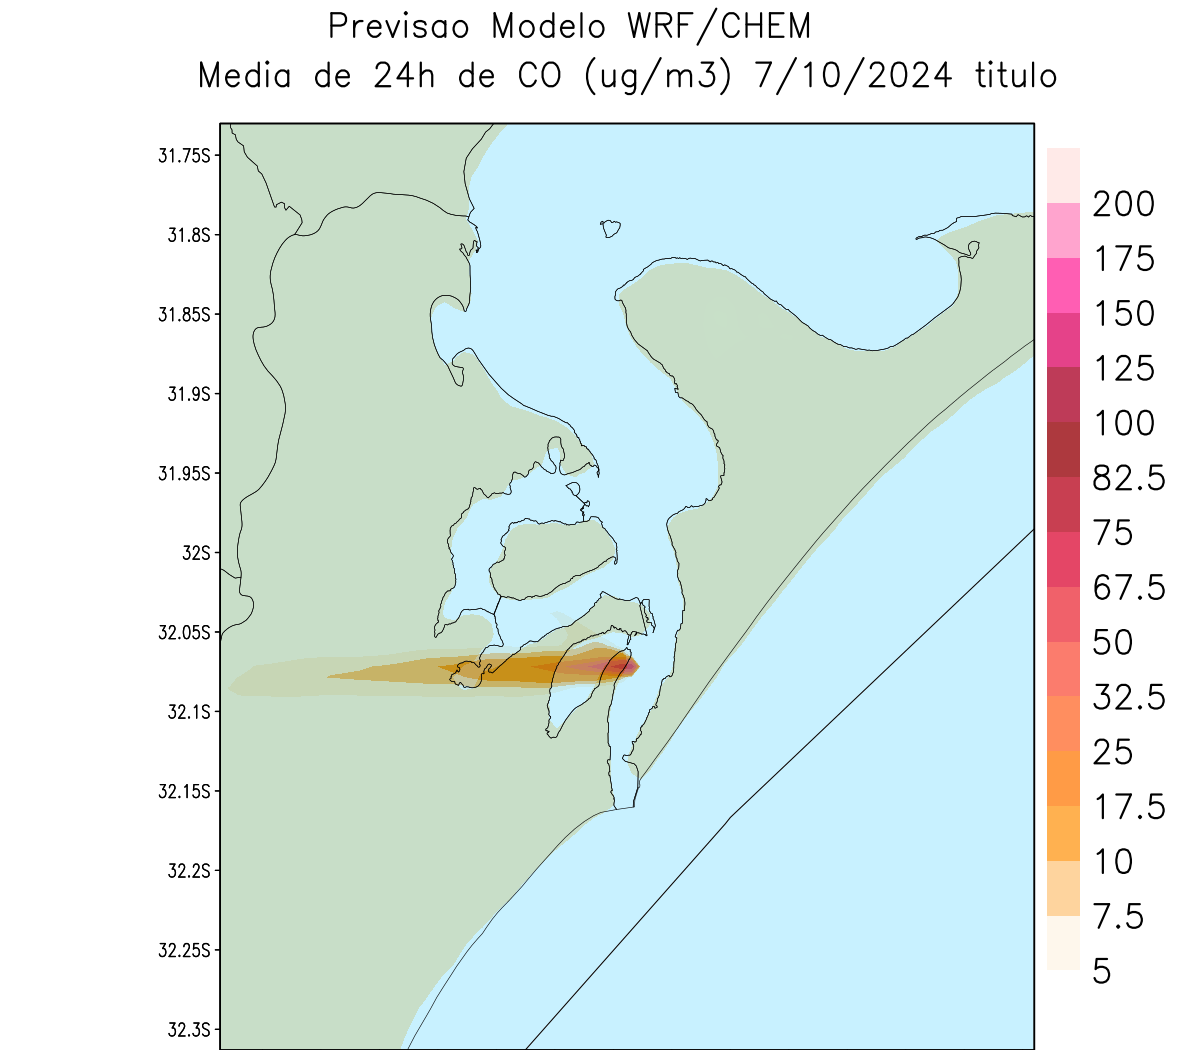 Previsao Modelo WRF/CHEM
Media de 24h de CO (ug/m3) 7/10/2024 titulo
31.75S
31.8S
31.85S
31.9S
31.95S
32S
32.05S
32.1S
32.15S
32.2S
32.25S
32.3S
200
175
150
125
100
82.5
75
67.5
50
32.5
25
17.5
10
7.5
5